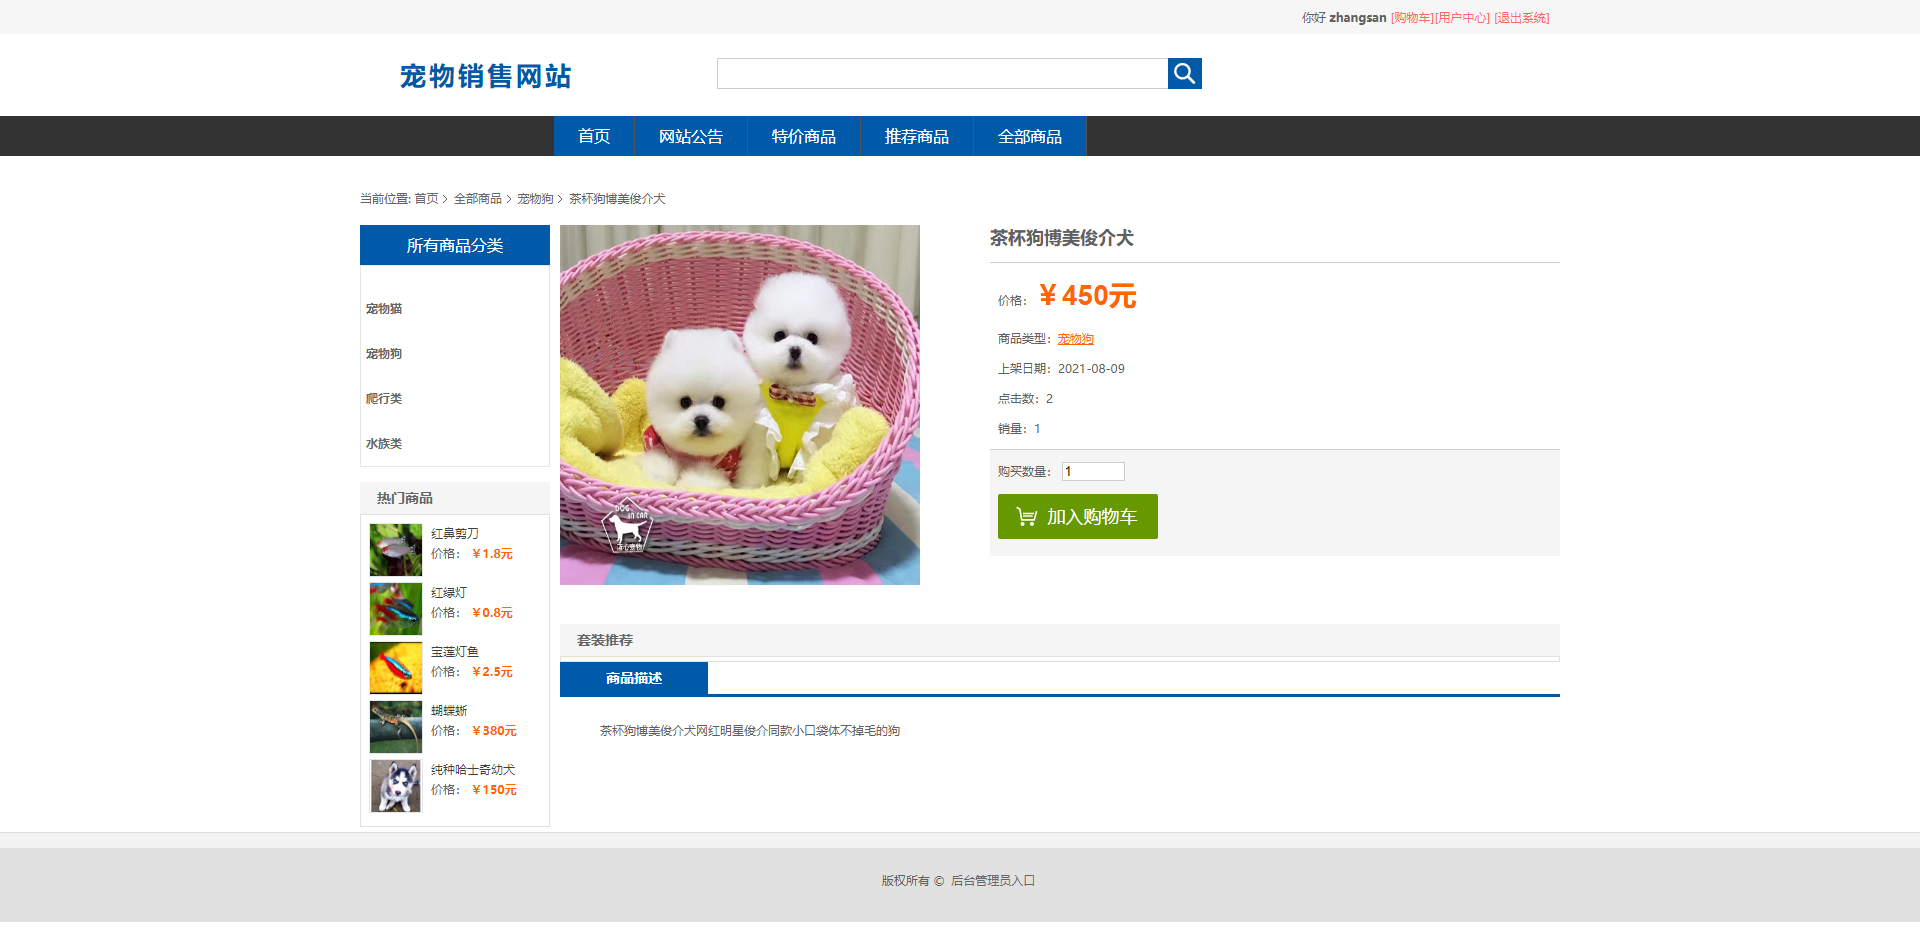 你好 zhangsan [购物车][用户中心] [退出系统]
宠物销售网站
首页 网站公告 特价商品 推荐商品 全部商品
当前位置: 首页 > 全部商品 > 宠物狗 > 茶杯狗博美俊介犬
所有商品分类
宠物猫
宠物狗
爬行类
水族类
热门商品
红鼻剪刀
价格： ￥1.8元
红绿灯
价格： ￥0.8元
宝莲灯鱼
价格： ￥2.5元
蝴蝶蜥
价格： ￥380元
纯种哈士奇幼犬
价格： ￥150元
DOG
IN CAR
茶杯狗博美俊介犬
价格： ￥450元
商品类型：宠物狗
上架日期：2021-08-09
点击数：2
销量：1
购买数量： 1
加入购物车
套装推荐
商品描述
茶杯狗博美俊介犬网红明星俊介同款小口袋体不掉毛的狗
版权所有 © 后台管理员入口